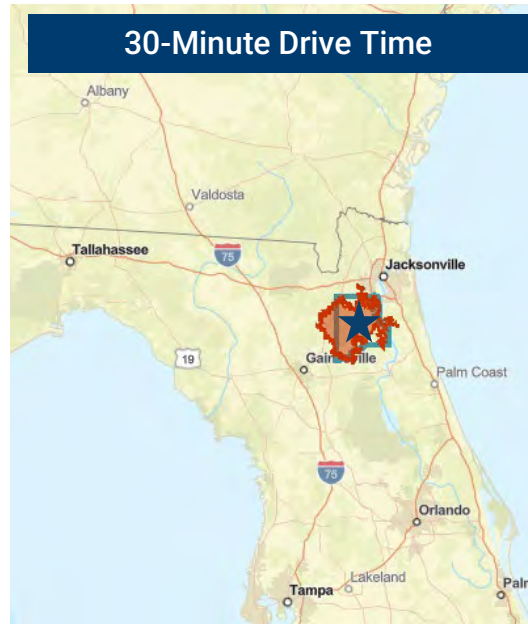 30-Minute Drive Time
Albany
Valdosta
Tallahassee
75
Jacksonville
19
Gainesville
Palm Coast
75
Orlando
Lakeland
Tampa
Palm